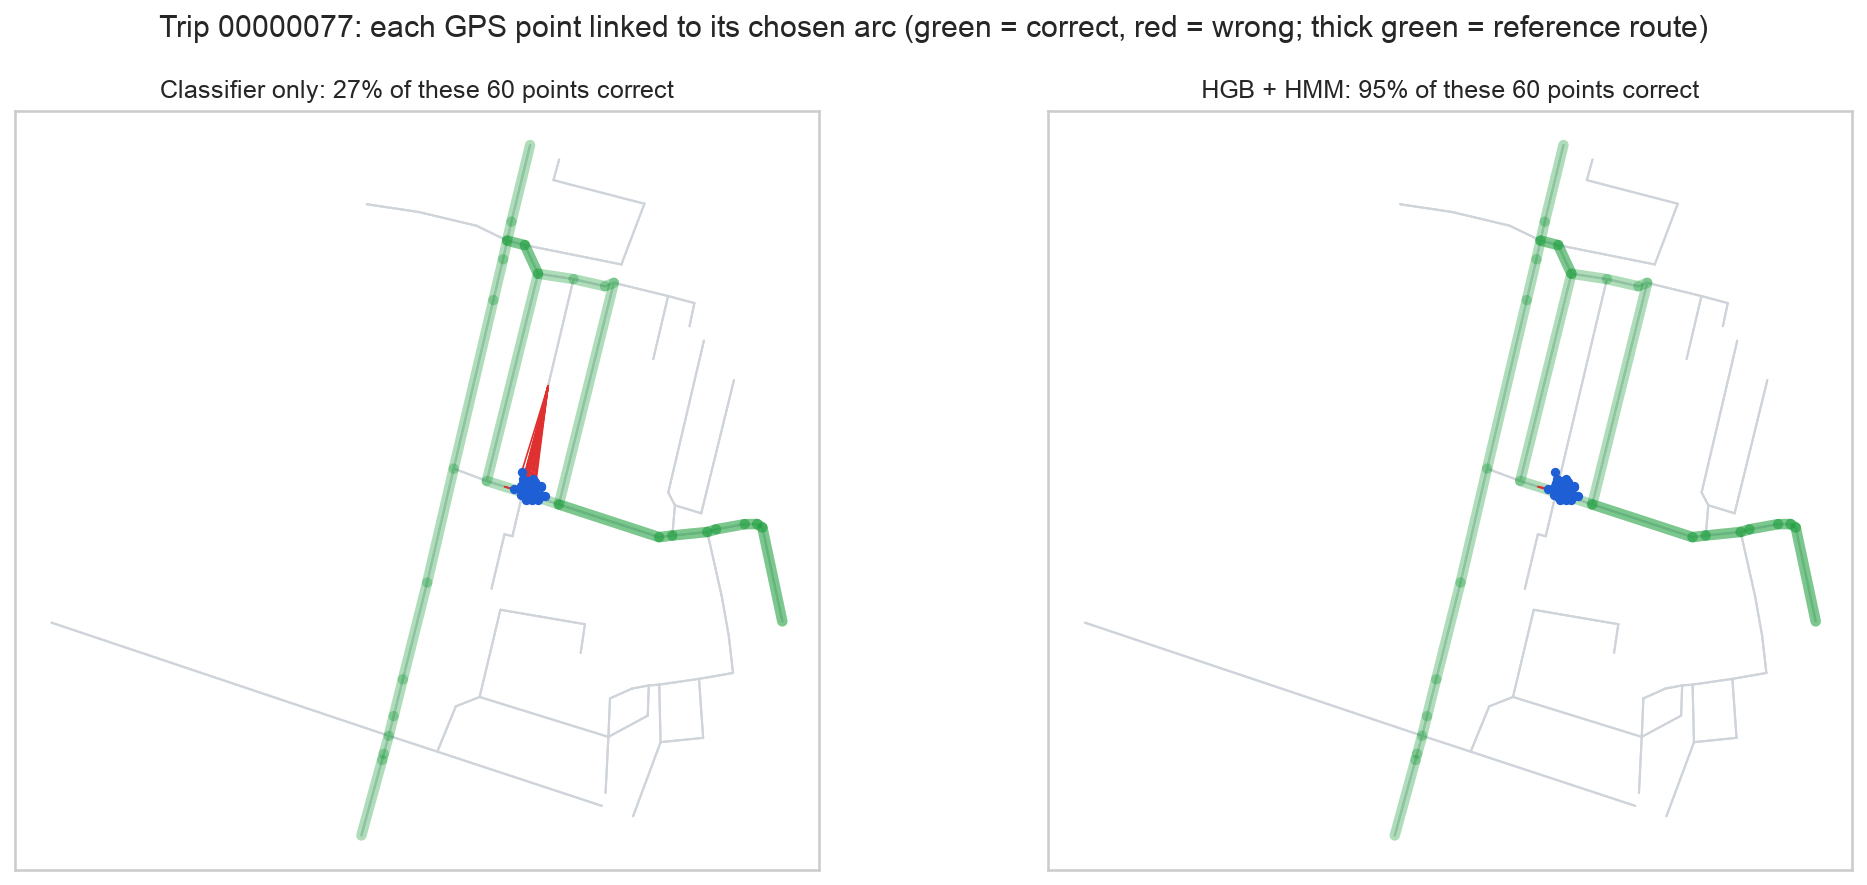 Trip 00000077: each GPS point linked to its chosen arc (green = correct, red = wrong; thick green = reference route)
Classifier only: 27% of these 60 points correct
HGB + HMM: 95% of these 60 points correct